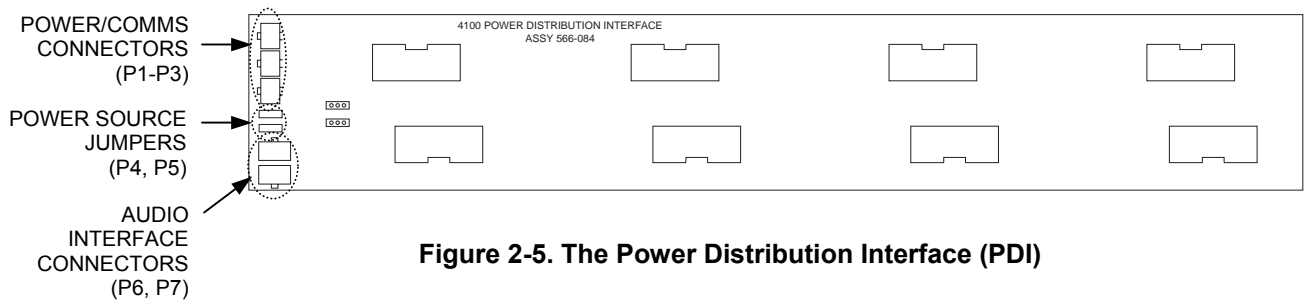 POWER/COMMS
CONNECTORS
(P1-P3)
POWER SOURCE
JUMPERS
(P4, P5)
AUDIO
INTERFACE
CONNECTORS
(P6, P7)
4100 POWER DISTRIBUTION INTERFACE
ASSY 566-084
Figure 2-5. The Power Distribution Interface (PDI)